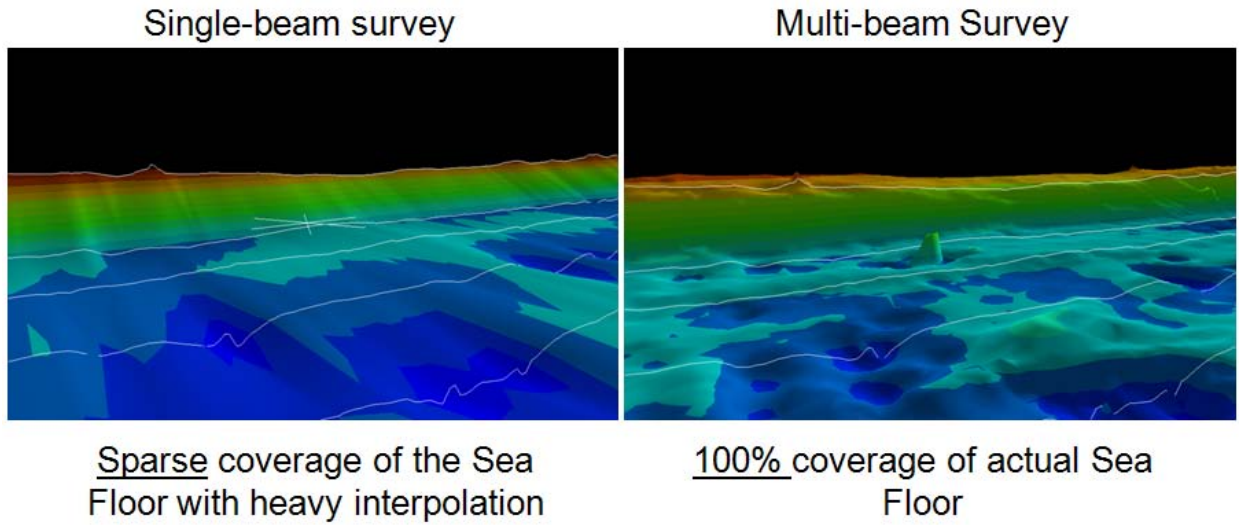 Single-beam survey
Multi-beam Survey
Sparse coverage of the Sea
Floor with heavy interpolation
100% coverage of actual Sea
Floor